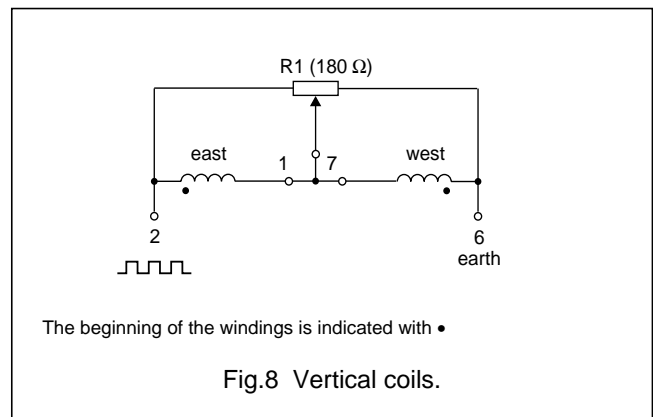 R1 (180 Ω)
east
1
7
west
2
6
earth
The beginning of the windings is indicated with •
Fig.8 Vertical coils.